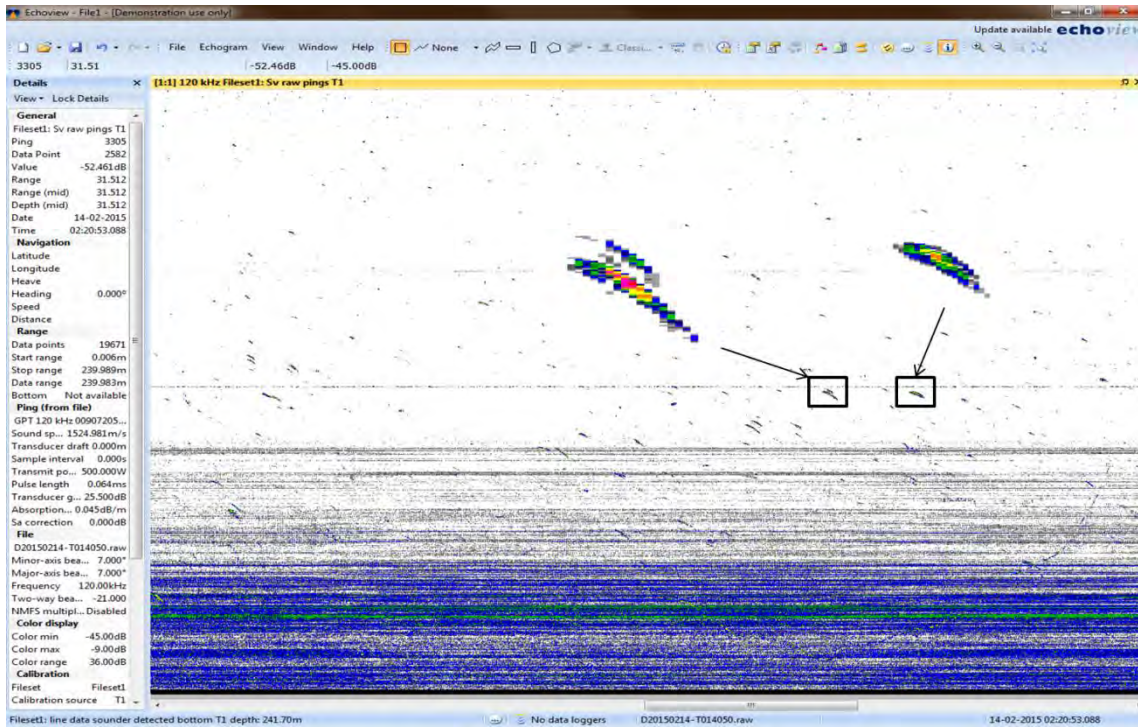 Echoview - File1 - [Demonstration use only]
Update available echoview
File Echogram View Window Help None Classi...
3305 31.51 -52.46dB -45.00dB
Details
[1:1] 120 kHz Fileset1: Sv raw pings T1
View Lock Details
General
Fileset1: Sv raw pings T1
Ping 3305
Data Point 2582
Value -52.461dB
Range 31.512
Range (mid) 31.512
Depth (mid) 31.512
Date 14-02-2015
Time 02:20:53.088
Navigation
Latitude
Longitude
Heave
Heading 0.000°
Speed
Distance
Range
Data points 19671
Start range 0.006m
Stop range 239.989m
Data range 239.983m
Bottom Not available
Ping (from file)
GPT 120 kHz 00907205...
Sound sp... 1524.981m/s
Transducer draft 0.000m
Sample interval 0.000s
Transmit po... 500.000W
Pulse length 0.064ms
Transducer g... 25.500dB
Absorption... 0.045dB/m
Sa correction 0.000dB
File
D20150214-T014050.raw
Minor-axis bea... 7.000°
Major-axis bea... 7.000°
Frequency 120.00kHz
Two-way bea... -21.000
NMFS multipl... Disabled
Color display
Color min -45.00dB
Color max -9.00dB
Color range 36.00dB
Calibration
Fileset Fileset1
Calibration source T1
Fileset1: line data sounder detected bottom T1 depth: 241.70m
No data loggers
D20150214-T014050.raw
14-02-2015 02:20:53.088